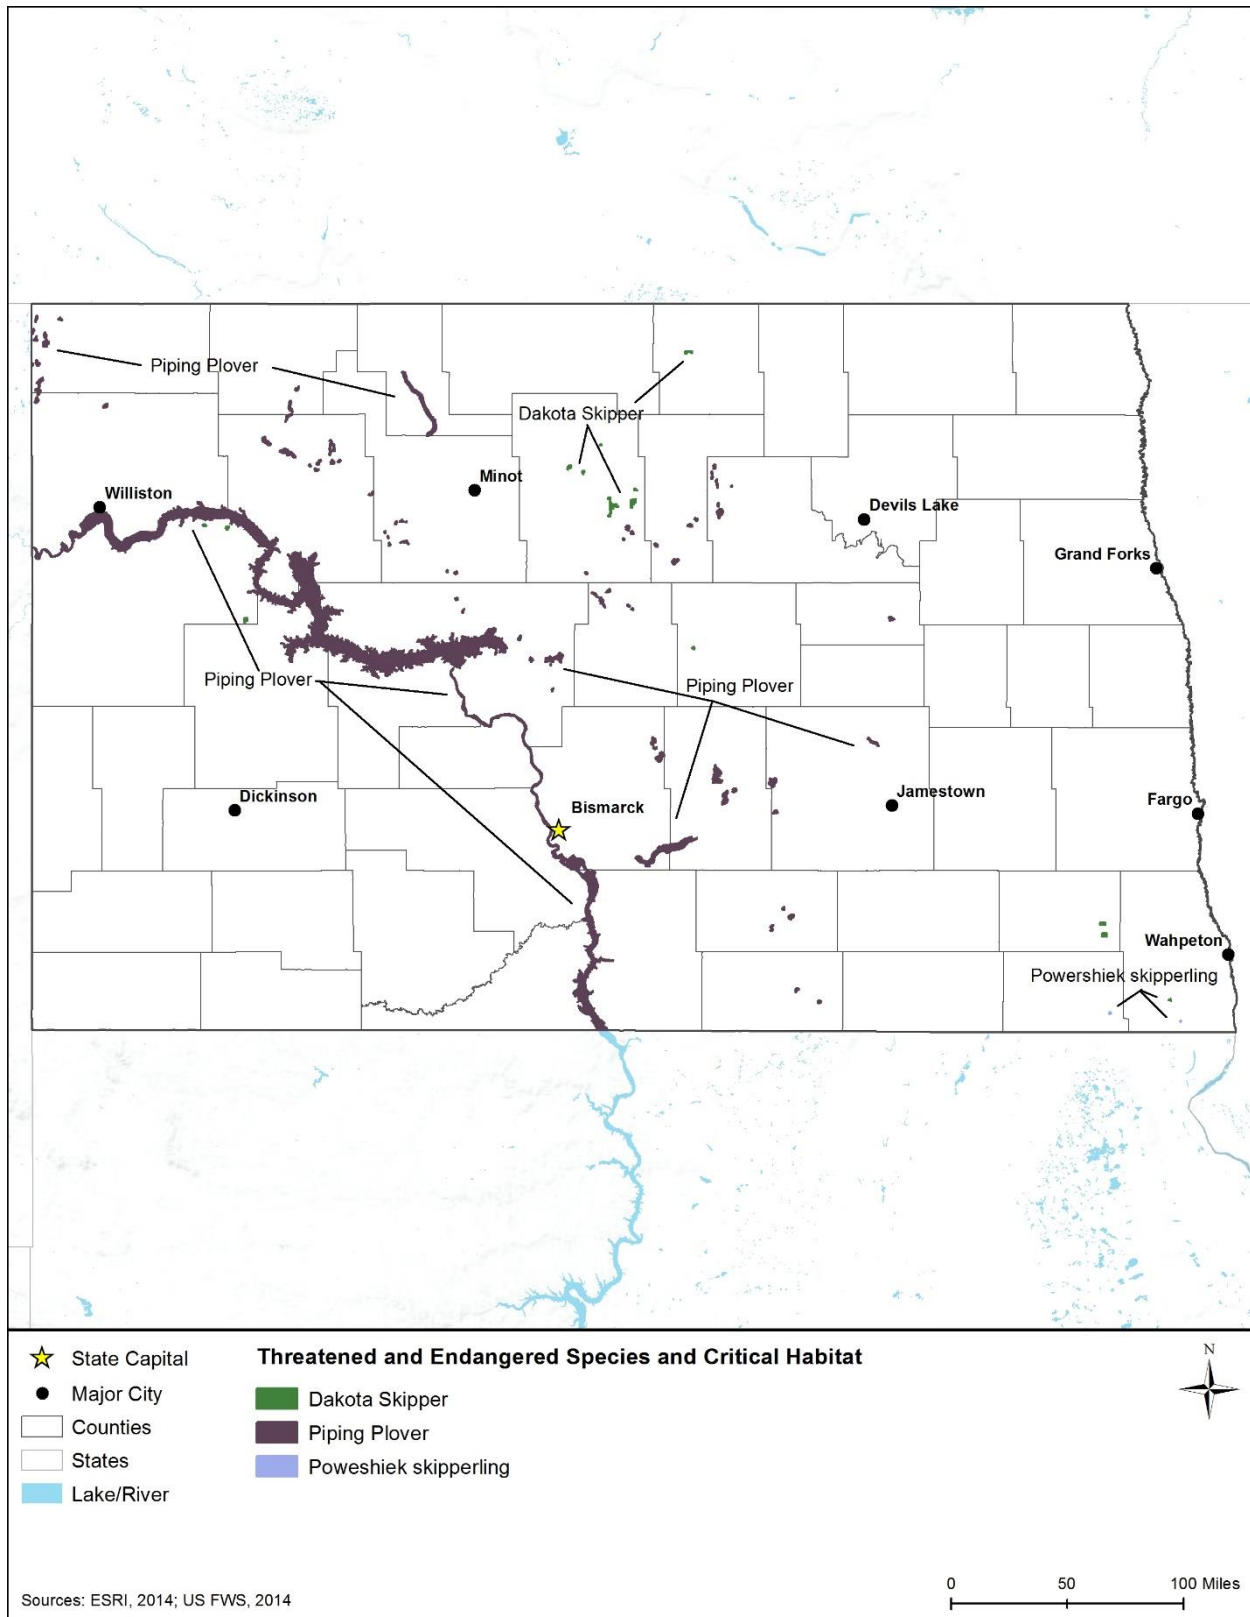 Piping Plover
Dakota Skipper
Minot
Williston
Devils Lake
Grand Forks
Piping Plover
Piping Plover
Dickinson
Bismarck
Jamestown
Fargo
Wahpeton
Powershiek skipperling
State Capital
Major City
Counties
States
Lake/River
Threatened and Endangered Species and Critical Habitat
Dakota Skipper
Piping Plover
Poweshiek skipperling
N
Sources: ESRI, 2014; US FWS, 2014
0 50 100 Miles